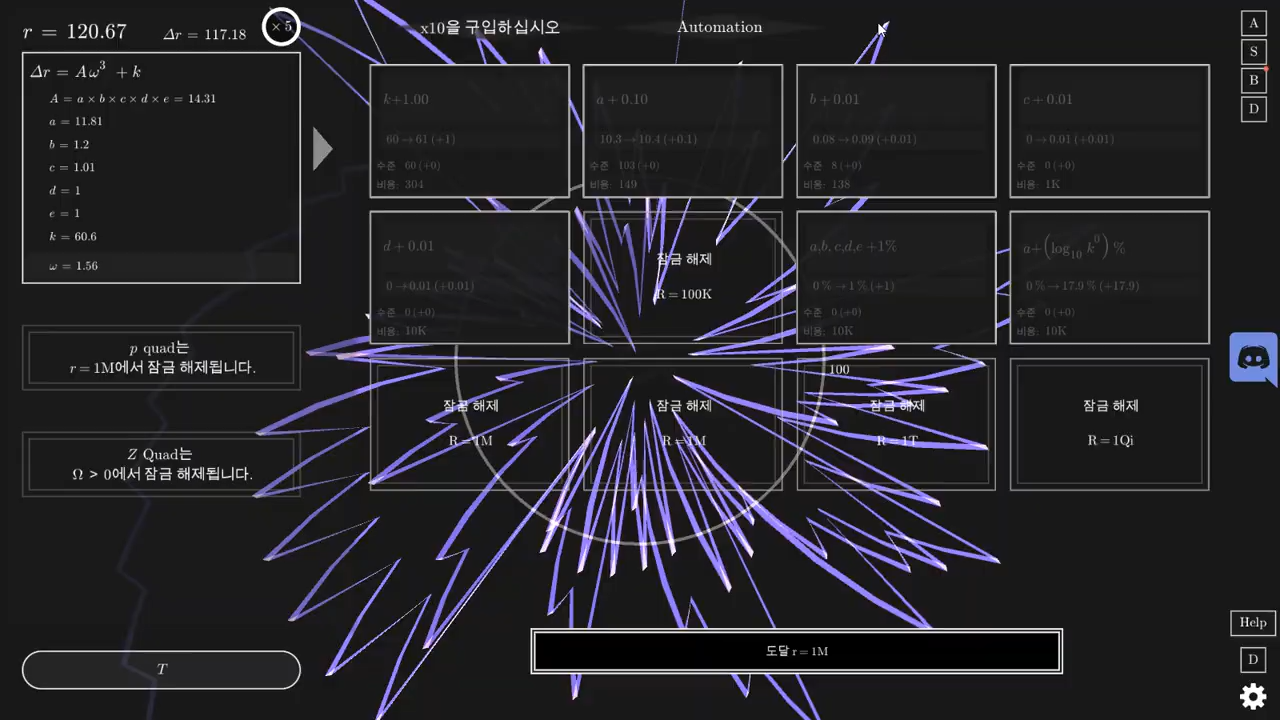 r = 120.67
Δr = 117.18
× 5
x10을 구입하십시오
Automation
Δr = Aω³ + k
A = a × b × c × d × e = 14.31
a = 11.81
b = 1.2
c = 1.01
d = 1
e = 1
k = 60.6
ω = 1.56
p quad는
r = 1M에서 잠금 해제됩니다.
Z Quad는
Ω > 0에서 잠금 해제됩니다.
T
k+1.00
60→61 (+1)
수준 60 (+0)
비용: 304
a + 0.10
10.3→10.4 (+0.1)
수준 103 (+0)
비용: 149
b + 0.01
0.08→0.09 (+0.01)
수준 8 (+0)
비용: 138
c + 0.01
0→0.01 (+0.01)
수준 0 (+0)
비용: 1K
d + 0.01
0→0.01 (+0.01)
수준 0 (+0)
비용: 10K
잠금 해제
R = 100K
a,b,c,d,e +1%
0 %→1 % (+1)
수준 0 (+0)
비용: 10K
a+(log₁₀ k⁰) %
0 %→17.9 % (+17.9)
수준 0 (+0)
비용: 10K
잠금 해제
R = 1M
잠금 해제
R = 1M
100
잠금 해제
R = 1T
잠금 해제
R = 1Qi
도달 r = 1M
A
S
B
D
Help
D